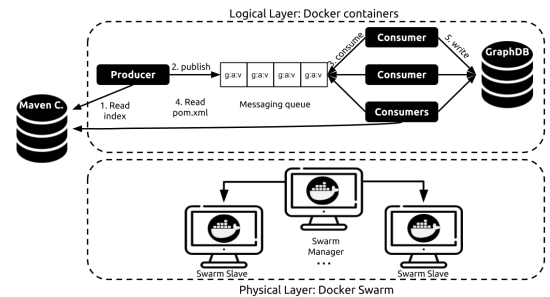 Logical Layer: Docker containers
Consumer
GraphDB
3. consume
5. write
Producer
2. publish
g:a:v g:a:v g:a:v g:a:v
Consumer
Maven C.
1. Read
index
4. Read
pom.xml
Messaging queue
Consumers
Swarm
Manager
...
Swarm Slave
Swarm Slave
Physical Layer: Docker Swarm